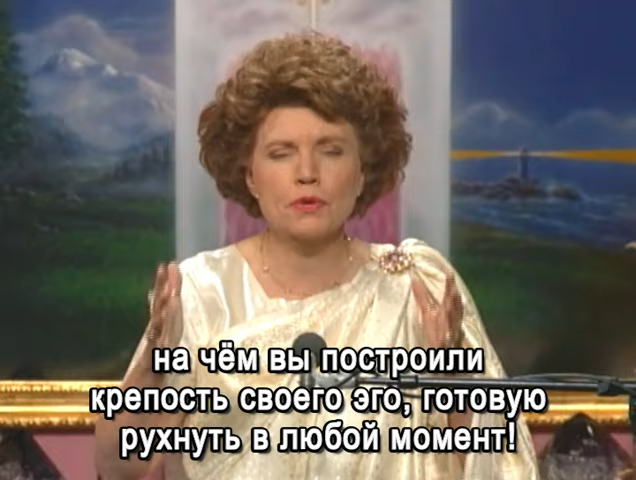 на чём вы построили
крепость своего эго, готовую
рухнуть в любой момент!